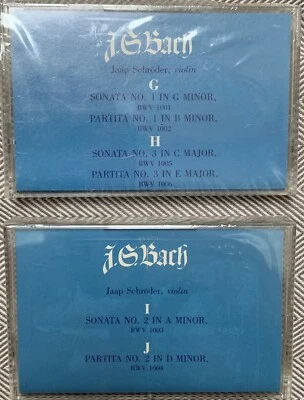 J.S.Bach
Jaap Schröder, violin
G
SONATA NO. 1 IN G MINOR,
BWV 1001
PARTITA NO. 1 IN B MINOR,
BWV 1002
H
SONATA NO. 3 IN C MAJOR,
BWV 1005
PARTITA NO. 3 IN E MAJOR,
BWV 1006
J.S.Bach
Jaap Schröder, violin
I
SONATA NO. 2 IN A MINOR,
BWV 1003
J
PARTITA NO. 2 IN D MINOR,
BWV 1004